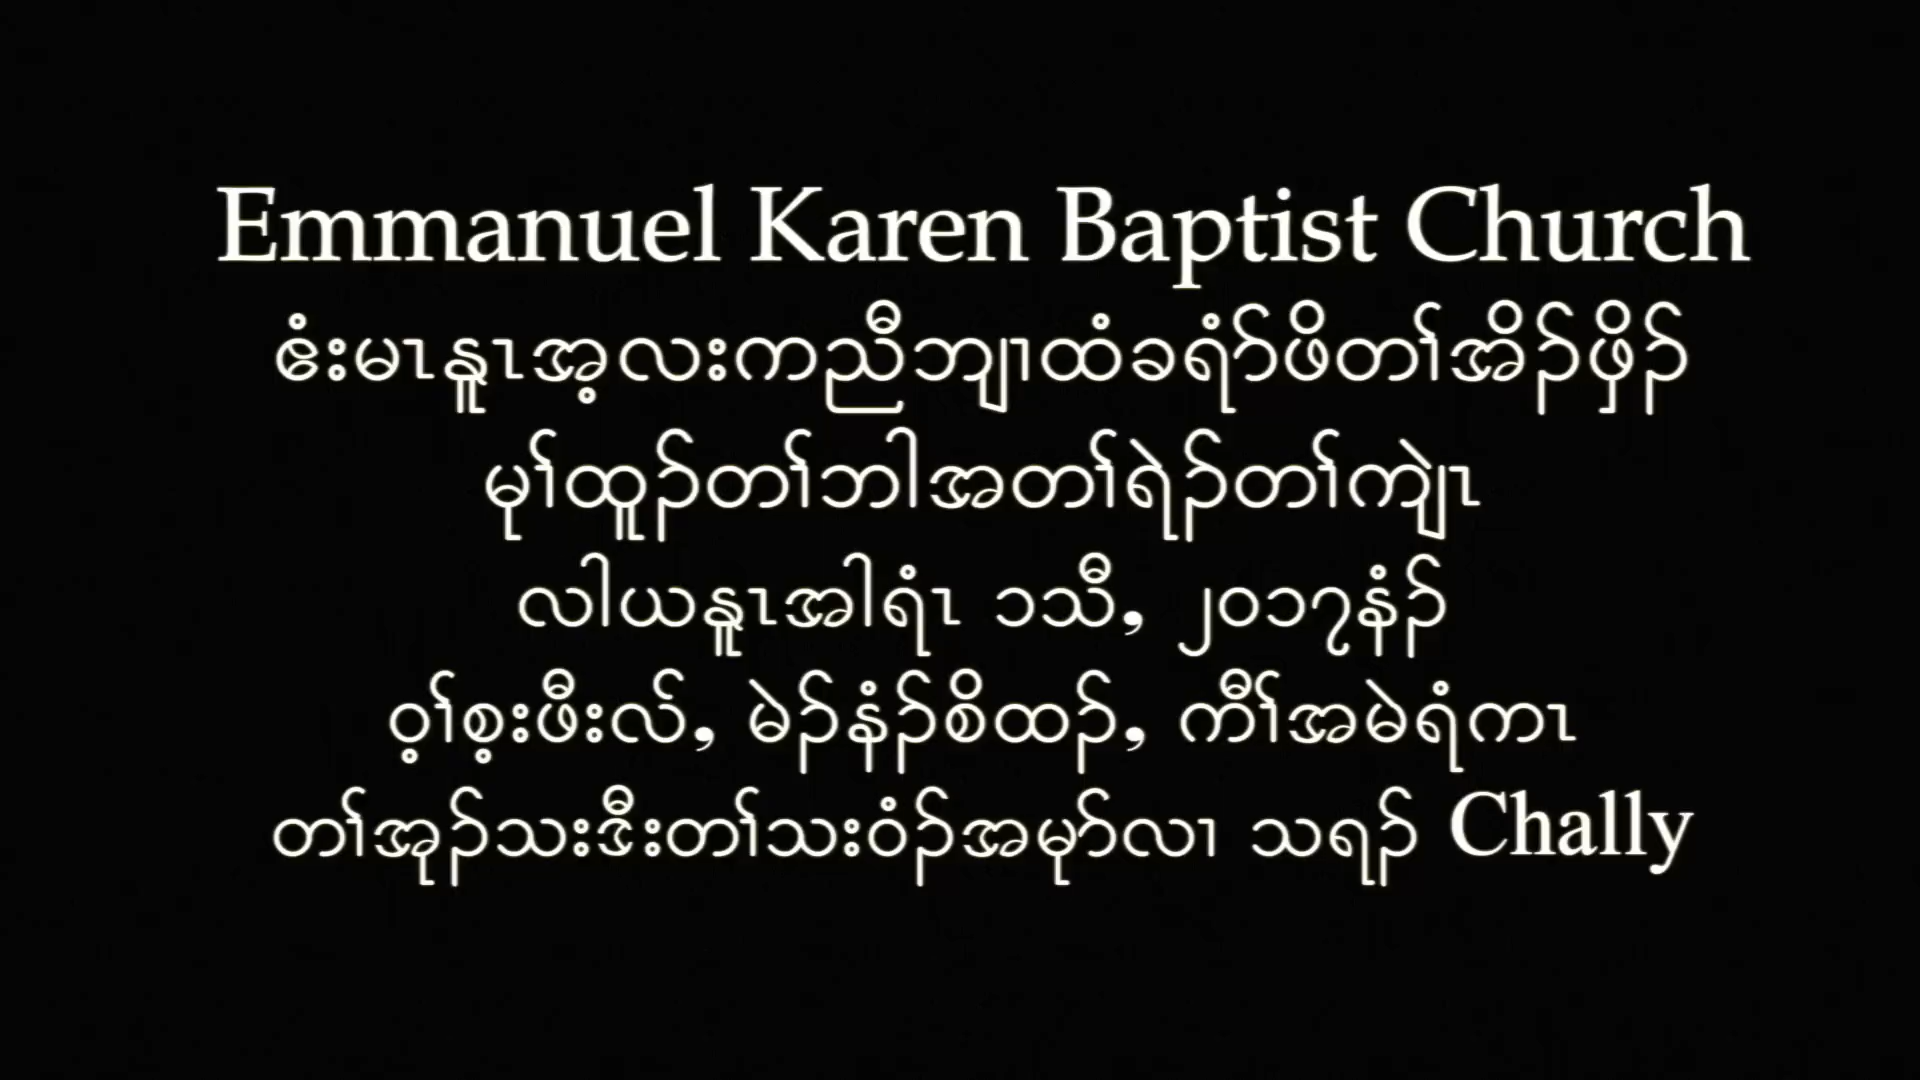 Emmanuel Karen Baptist Church
ဧံးမၤနူၤအ့လးကညီဘျၢထံခရံာ်ဖိတၢ်အိၣ်ဖှိၣ်
မုၢ်ထူၣ်တၢ်ဘါအတၢ်ရဲၣ်တၢ်ကျဲၤ
လါယနူၤအါရံၤ ၁သီ, ၂၀၁၇နံၣ်
ဝ့ၢ်စ့းဖီးလ်, မဲၣ်နံၣ်စိထၣ်, ကီၢ်အမဲရံကၤ
တၢ်အုၣ်သးဒီးတၢ်သးဝံၣ်အမုာ်လၢ သရၣ် Chally